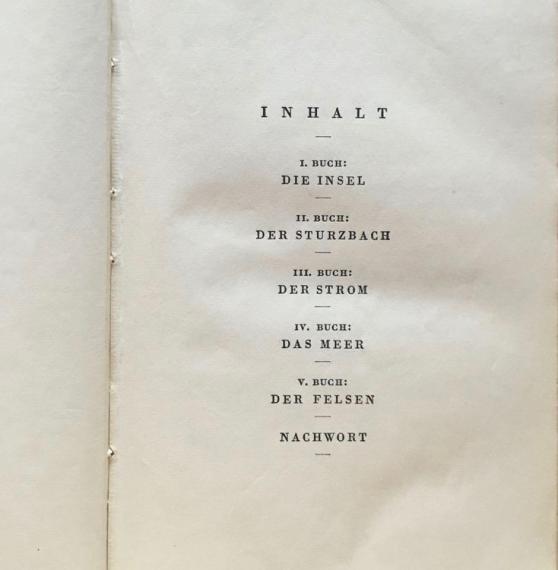 INHALT
I. BUCH:
DIE INSEL
II. BUCH:
DER STURZBACH
III. BUCH:
DER STROM
IV. BUCH:
DAS MEER
V. BUCH:
DER FELSEN
NACHWORT